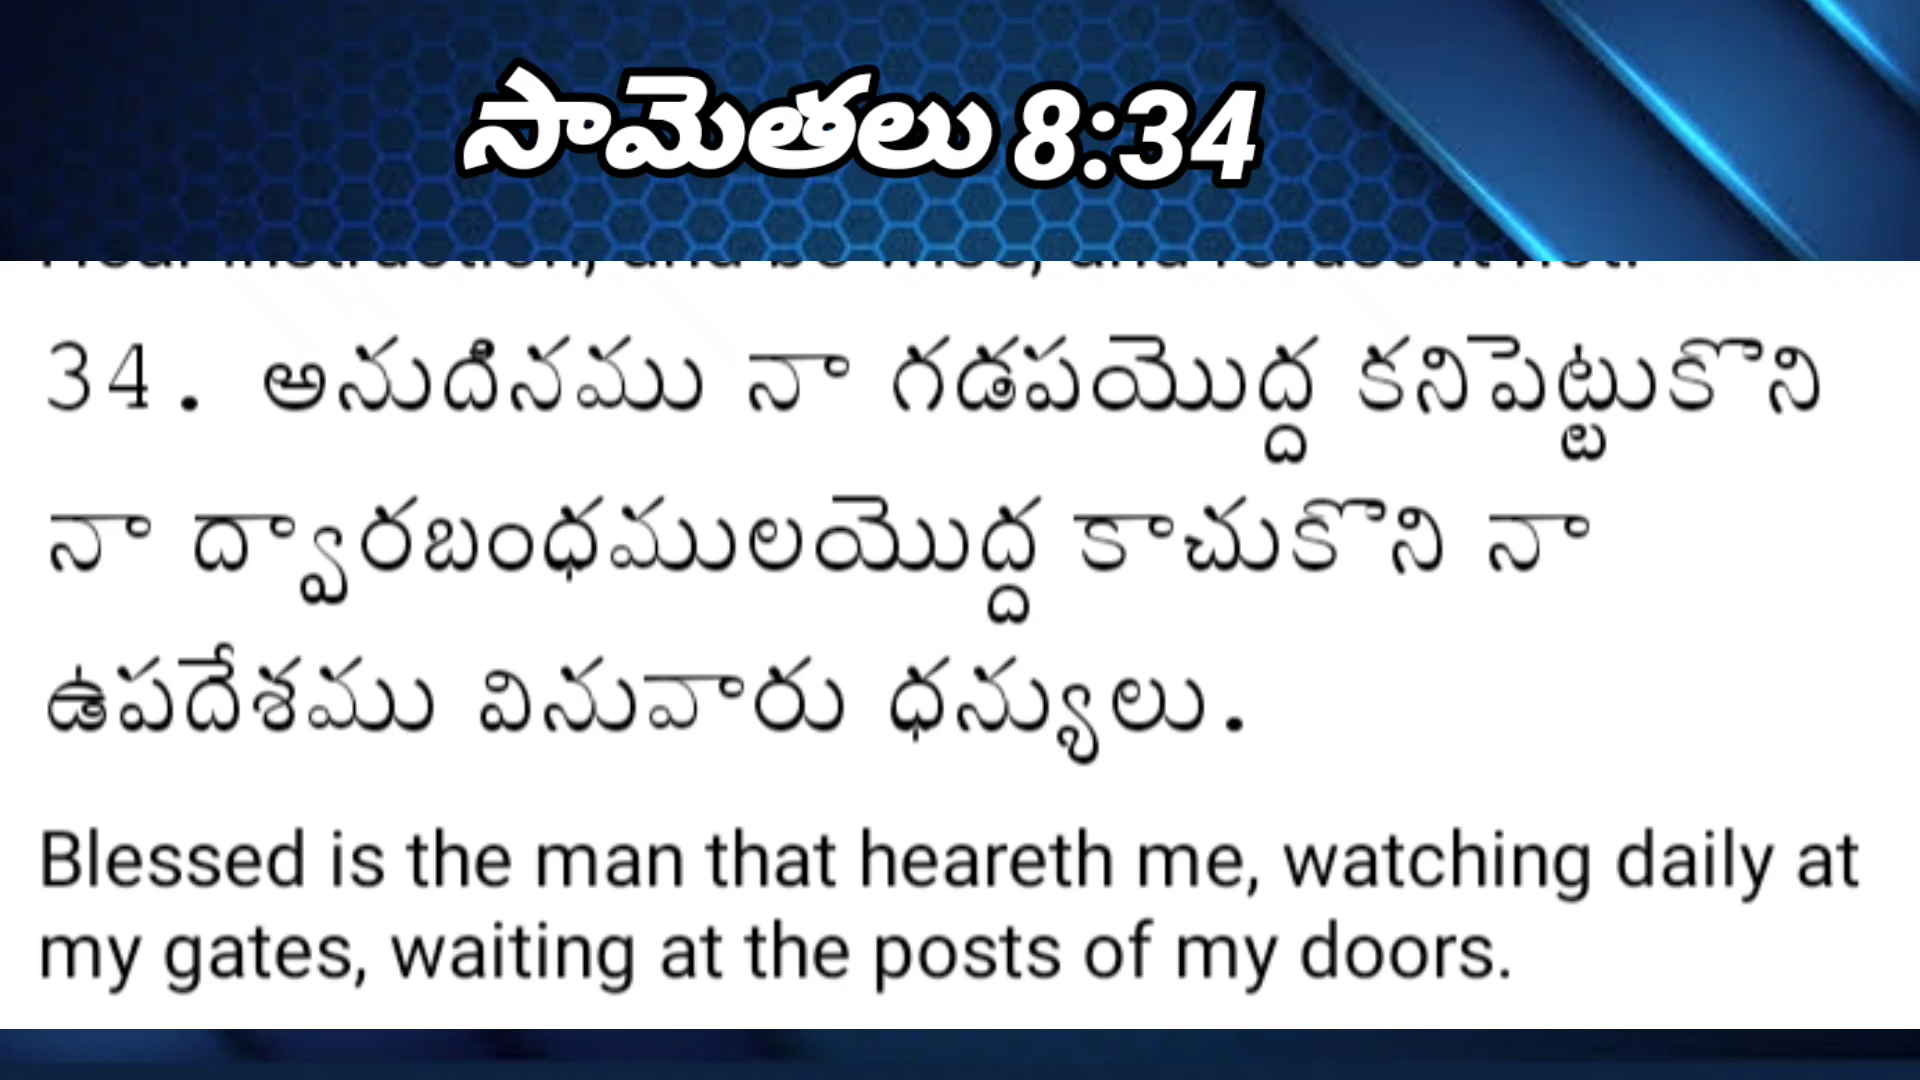 సామెతలు 8:34
34. అనుదినము నా గడపయొద్ద కనిపెట్టుకొని
నా ద్వారబంధములయొద్ద కాచుకొని నా
ఉపదేశము వినువారు ధన్యులు.
Blessed is the man that heareth me, watching daily at
my gates, waiting at the posts of my doors.